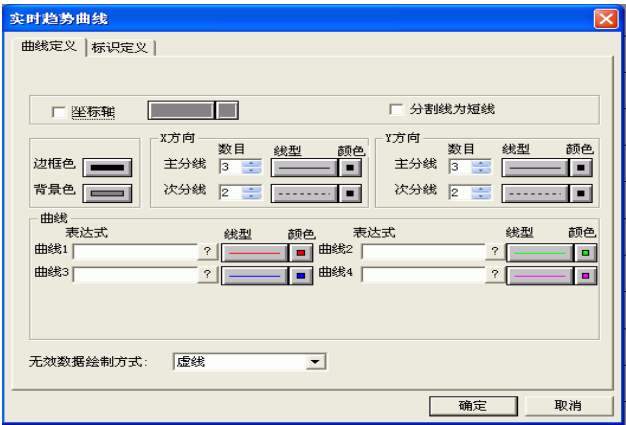 实时趋势曲线
曲线定义 标识定义
坐标轴 分割线为短线
X方向 Y方向
数目 线型 颜色 数目 线型 颜色
边框色 主分线 3 主分线 3
背景色 次分线 2 次分线 2
曲线
表达式 线型 颜色 表达式 线型 颜色
曲线1 ? 曲线2 ?
曲线3 ? 曲线4 ?
无效数据绘制方式: 虚线
确定 取消